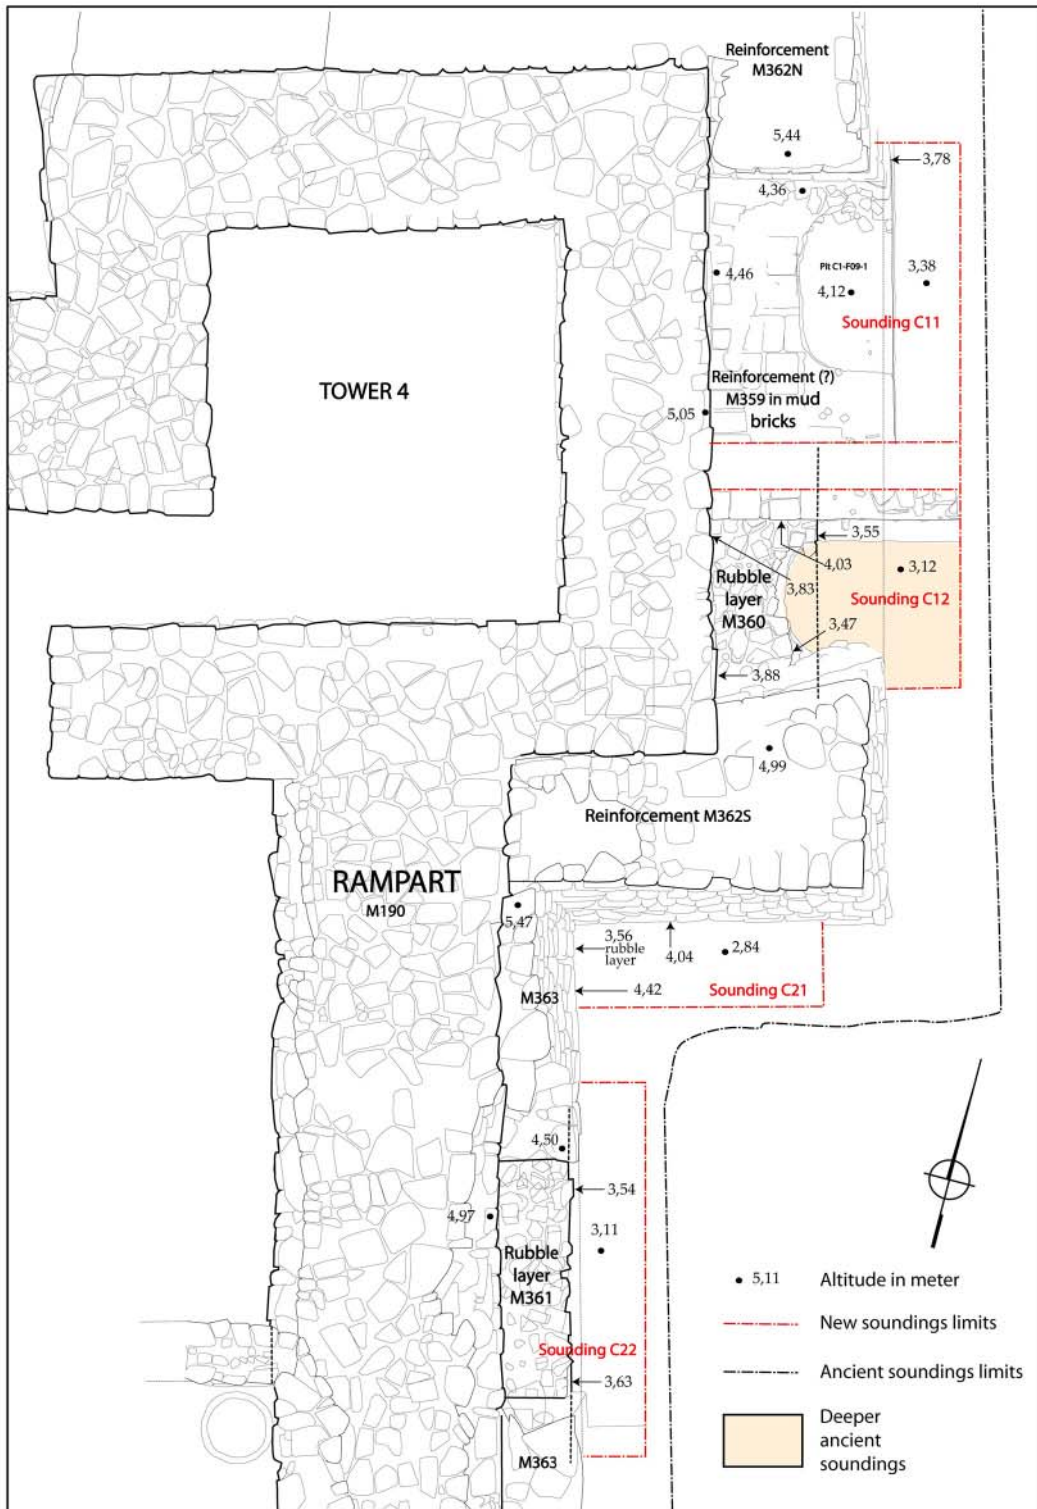 Reinforcement
M362N
5,44
3,78
4,36
Pit C1-F09-1
3,38
4,46
4,12
Sounding C11
TOWER 4
Reinforcement (?)
M359 in mud
bricks
5,05
3,55
4,03
3,12
Rubble
layer
M360
3,83
Sounding C12
3,47
3,88
4,99
Reinforcement M362S
RAMPART
M190
5,47
3,56
rubble
layer
4,04
2,84
M363
4,42
Sounding C21
4,50
3,54
4,97
3,11
Rubble
layer
M361
5,11
Altitude in meter
New soundings limits
Sounding C22
3,63
Ancient soundings limits
Deeper
ancient
soundings
M363